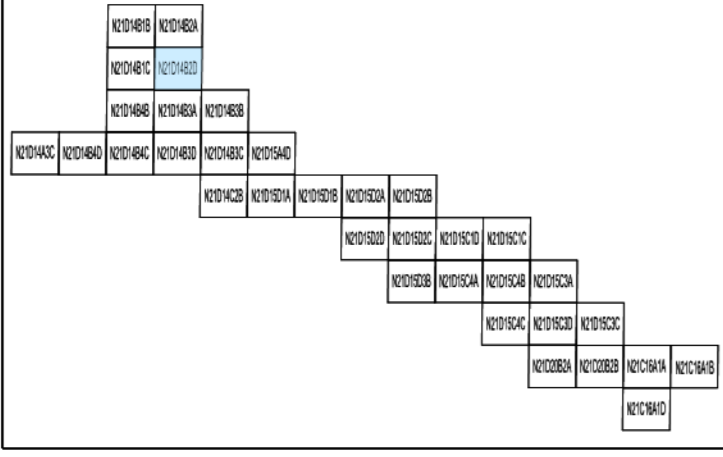 N21D14B1B N21D14B2A
N21D14B1C N21D14B2D
N21D14B4B N21D14B3A N21D14B3B
N21D14A3C N21D14B4D N21D14B4C N21D14B3D N21D14B3C N21D15A4D
N21D14C2B N21D15D1A N21D15D1B N21D15D2A N21D15D2B
N21D15D2D N21D15D2C N21D15C1D N21D15C1C
N21D15D3B N21D15C4A N21D15C4B N21D15C3A
N21D15C4C N21D15C3D N21D15C3C
N21D20B2A N21D20B2B N21C16A1A N21C16A1B
N21C16A1D